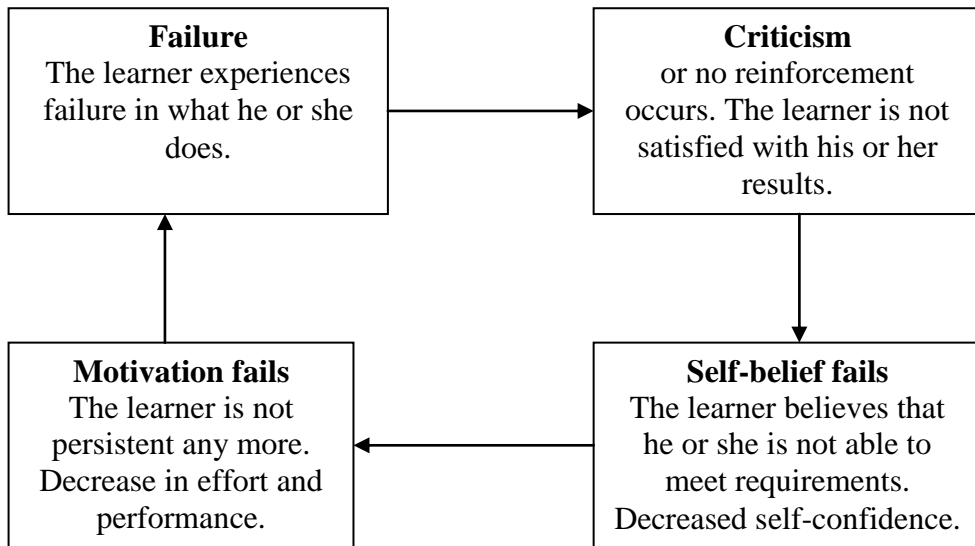 Failure
The learner experiences
failure in what he or she
does.
Criticism
or no reinforcement
occurs. The learner is not
satisfied with his or her
results.
Motivation fails
The learner is not
persistent any more.
Decrease in effort and
performance.
Self-belief fails
The learner believes that
he or she is not able to
meet requirements.
Decreased self-confidence.